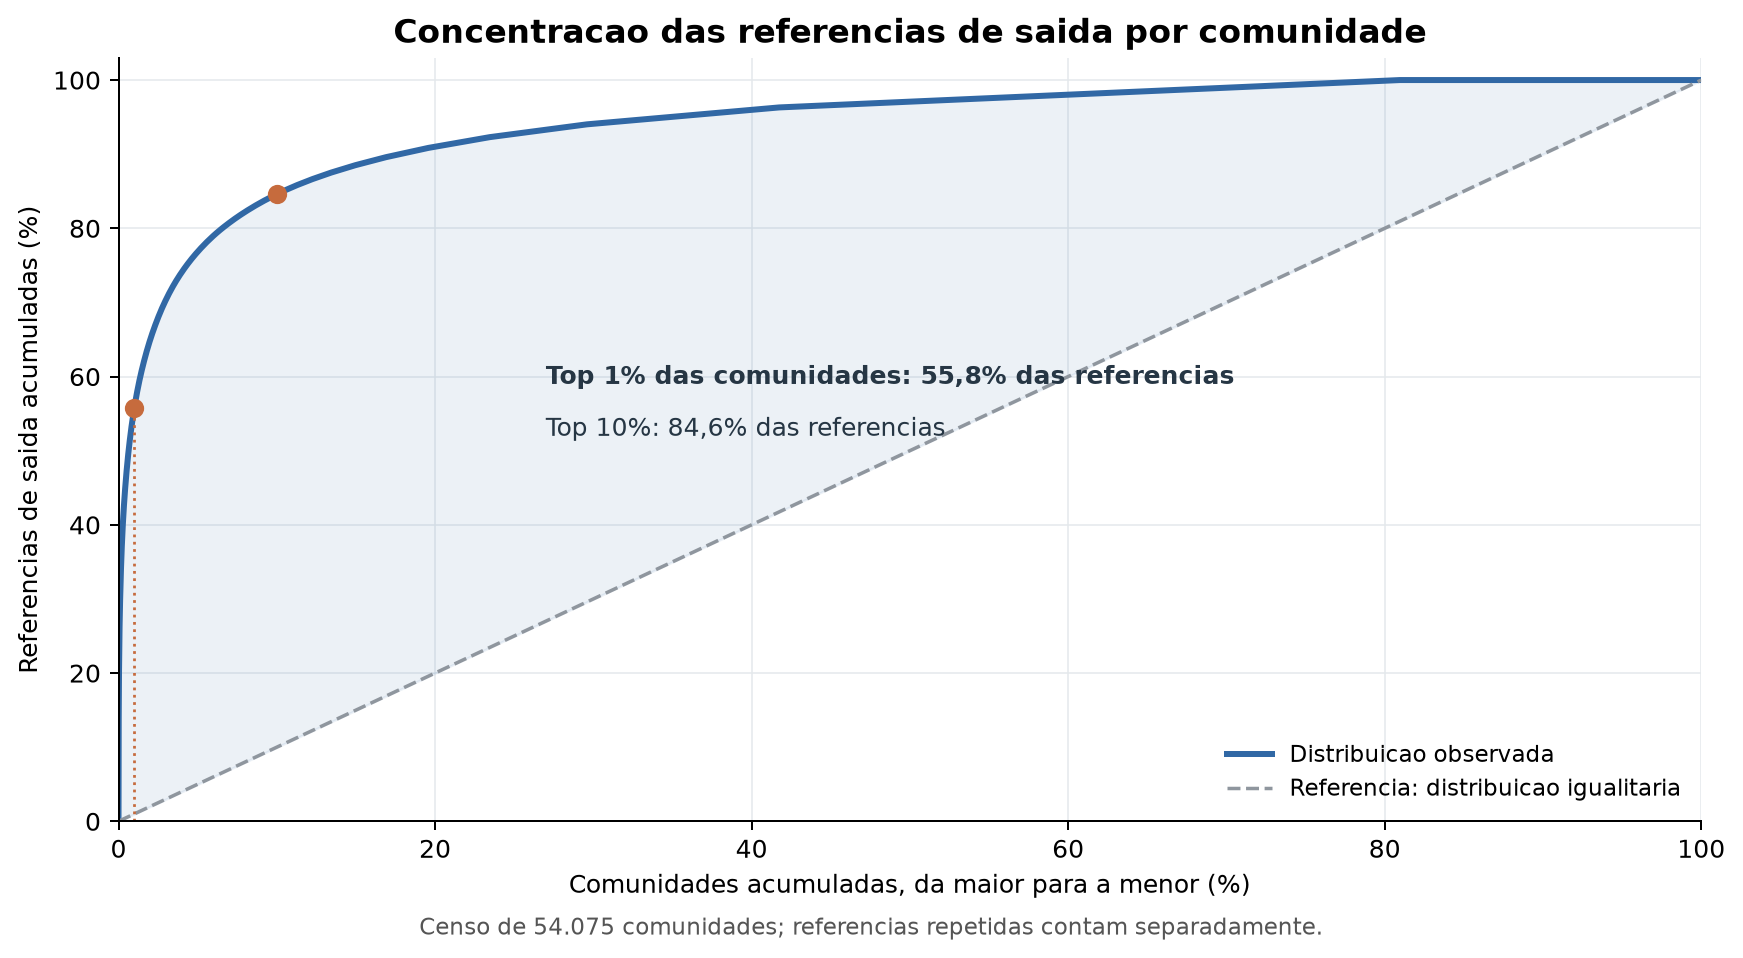 Concentracao das referencias de saida por comunidade
Referencias de saida acumuladas (%)
100
80
60
40
20
0
Top 1% das comunidades: 55,8% das referencias
Top 10%: 84,6% das referencias
Distribuicao observada
Referencia: distribuicao igualitaria
0 20 40 60 80 100
Comunidades acumuladas, da maior para a menor (%)
Censo de 54.075 comunidades; referencias repetidas contam separadamente.